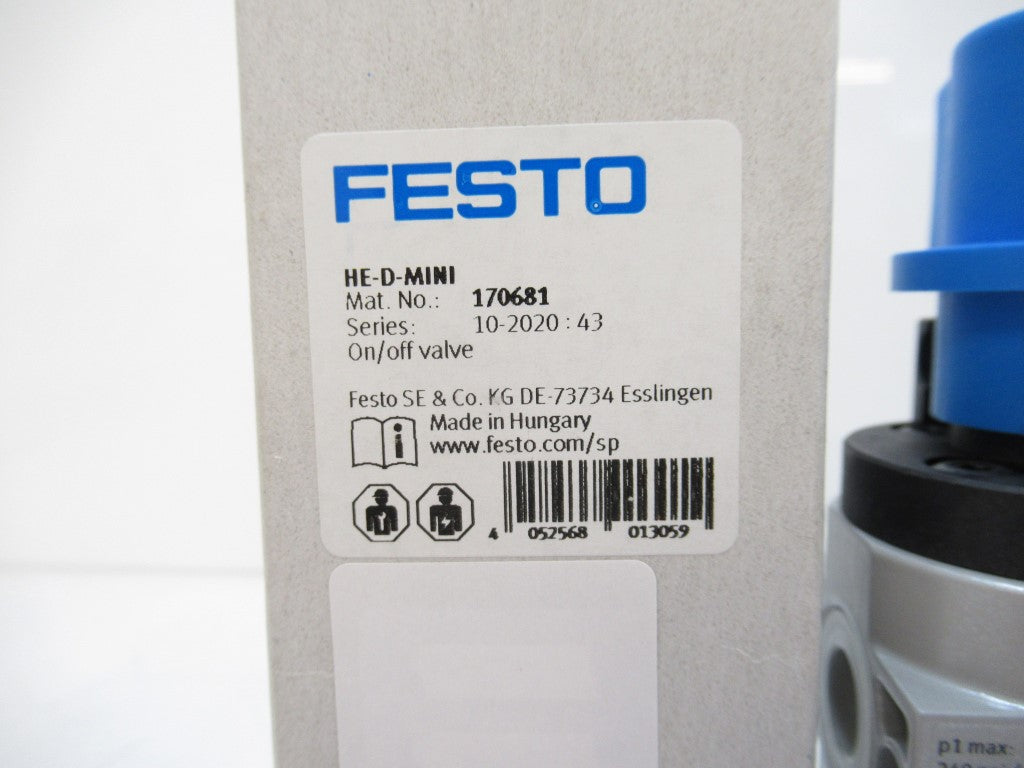 FESTO
HE-D-MINI
Mat. No.: 170681
Series: 10-2020 : 43
On/off valve
Festo SE & Co. KG DE-73734 Esslingen
Made in Hungary
www.festo.com/sp
4 052568 013059
p1 max: